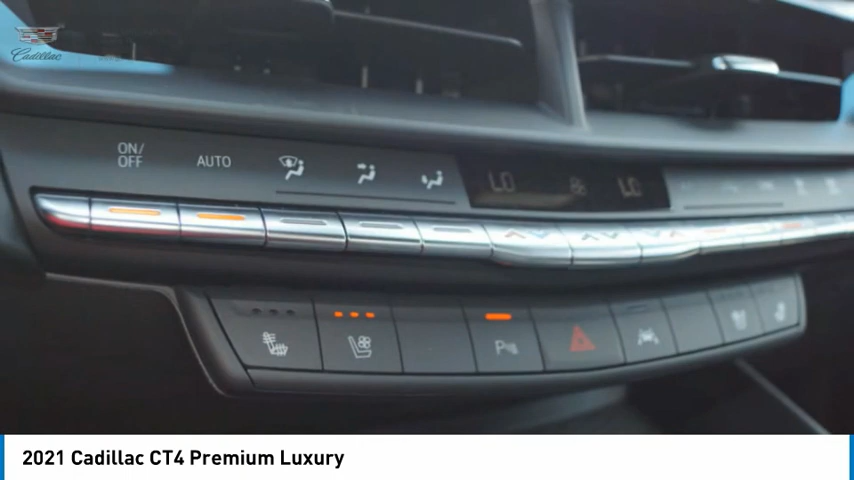 Cadillac
ON/
OFF
AUTO
LO
LO
P
2021 Cadillac CT4 Premium Luxury